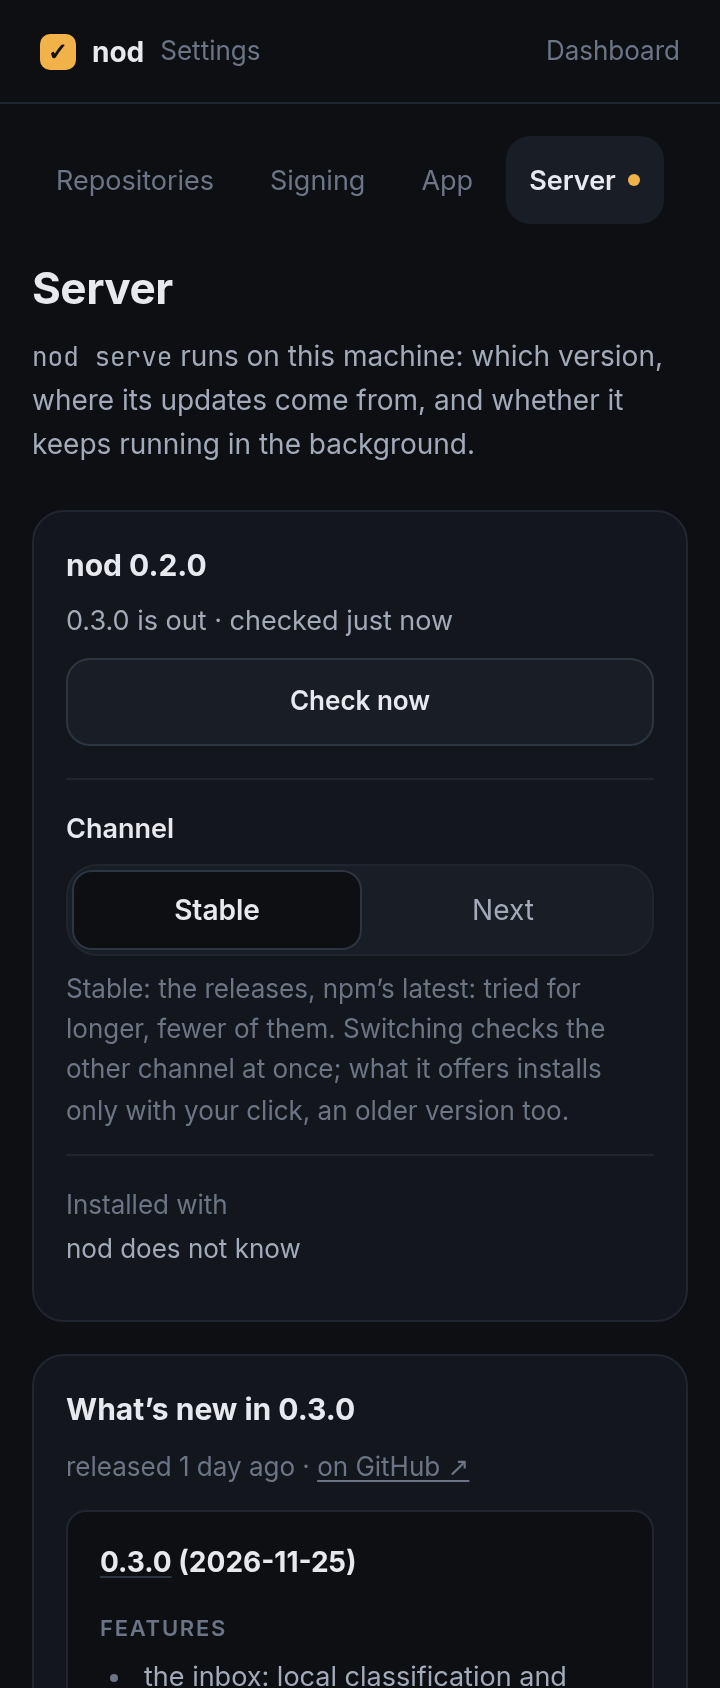 ✓ nod Settings Dashboard
Repositories Signing App Server
Server
nod serve runs on this machine: which version,
where its updates come from, and whether it
keeps running in the background.
nod 0.2.0
0.3.0 is out · checked just now
Check now
Channel
Stable Next
Stable: the releases, npm’s latest: tried for
longer, fewer of them. Switching checks the
other channel at once; what it offers installs
only with your click, an older version too.
Installed with
nod does not know
What’s new in 0.3.0
released 1 day ago · on GitHub ↗
0.3.0 (2026-11-25)
FEATURES
• the inbox: local classification and